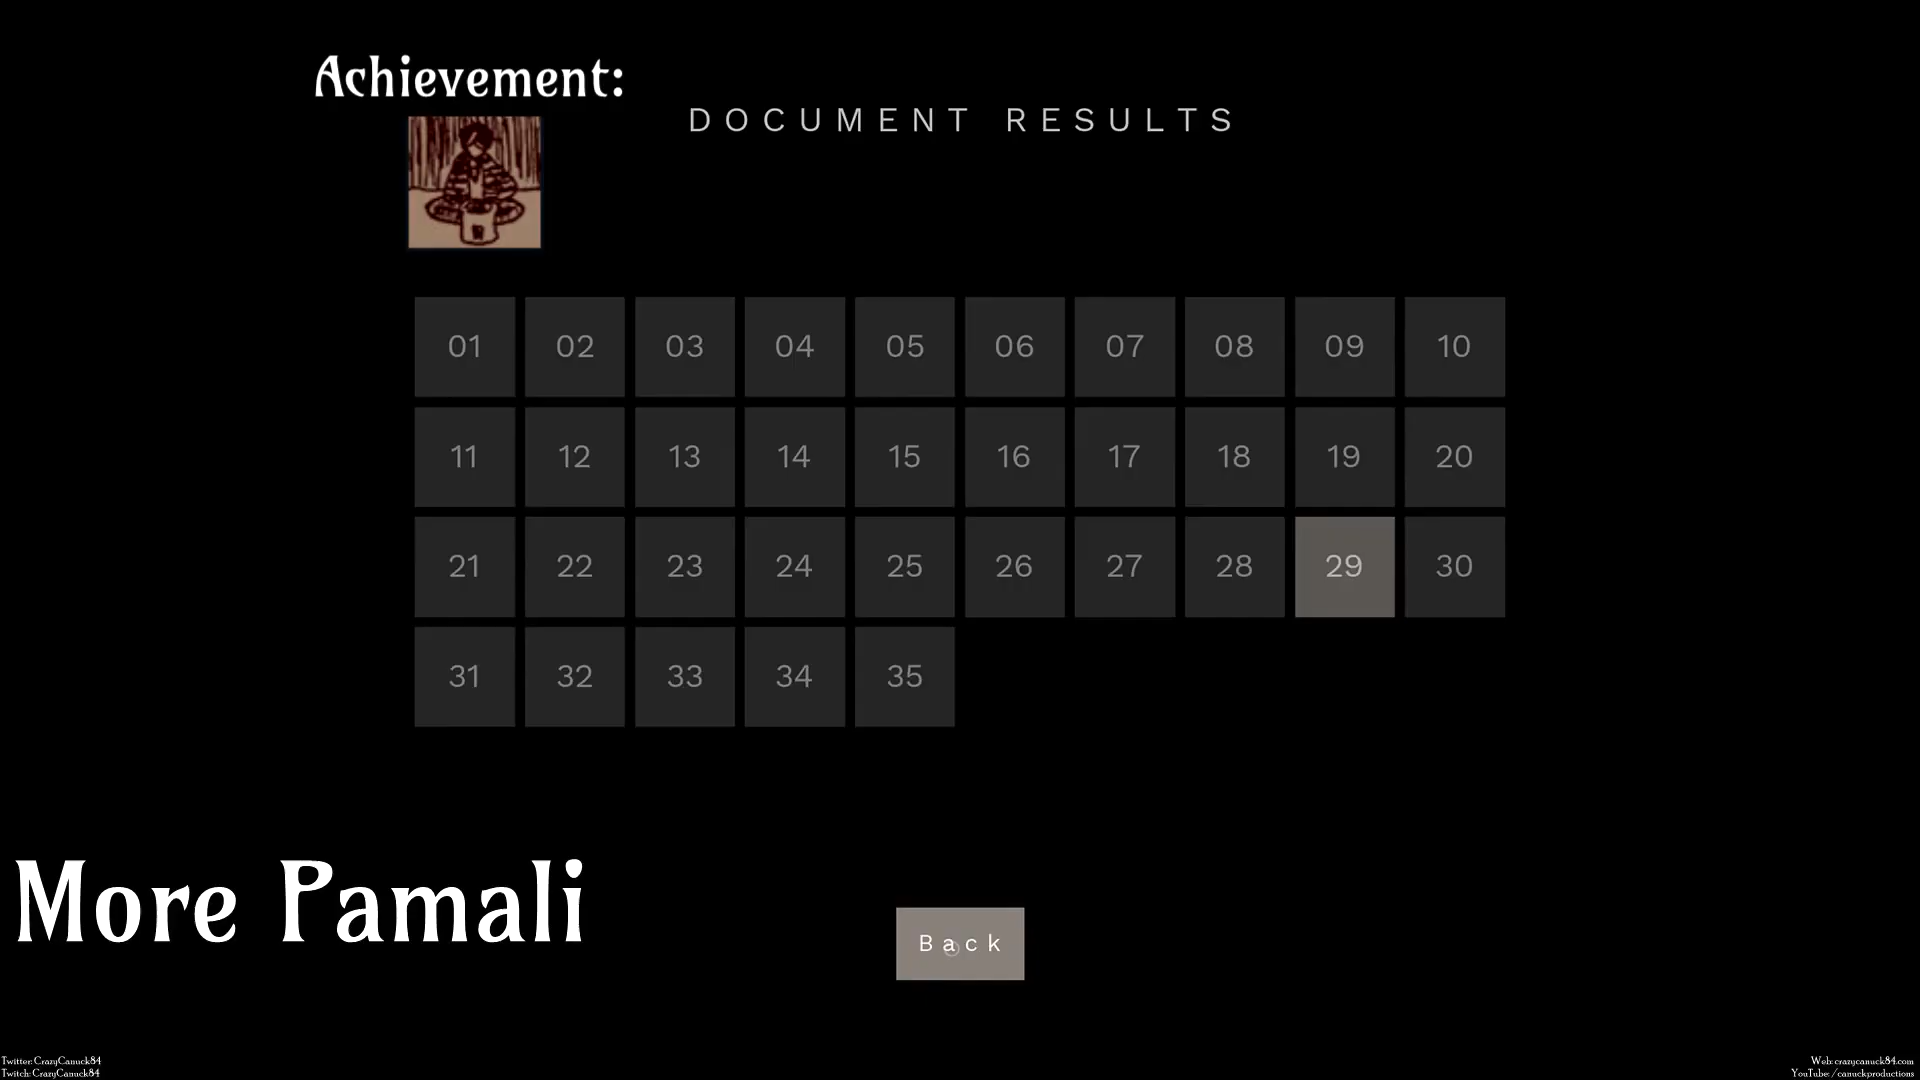 Achievement:
DOCUMENT RESULTS
01 02 03 04 05 06 07 08 09 10
11 12 13 14 15 16 17 18 19 20
21 22 23 24 25 26 27 28 29 30
31 32 33 34 35
More Pamali
Back
Twitter: CrazyCanuck84
Twitch: CrazyCanuck84
Web: crazycanuck84.com
YouTube: /canuckproductions